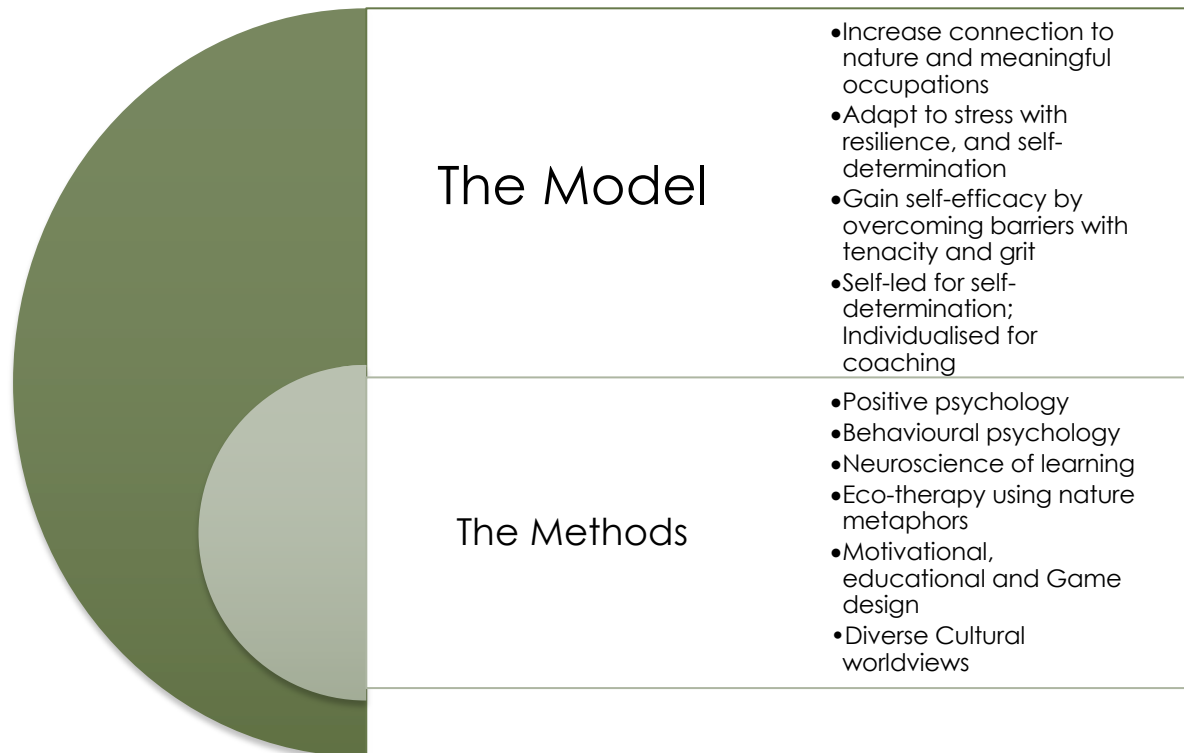 The Model
•Increase connection to
nature and meaningful
occupations
•Adapt to stress with
resilience, and self-
determination
•Gain self-efficacy by
overcoming barriers with
tenacity and grit
•Self-led for self-
determination;
Individualised for
coaching
The Methods
•Positive psychology
•Behavioural psychology
•Neuroscience of learning
•Eco-therapy using nature
metaphors
•Motivational,
educational and Game
design
•Diverse Cultural
worldviews